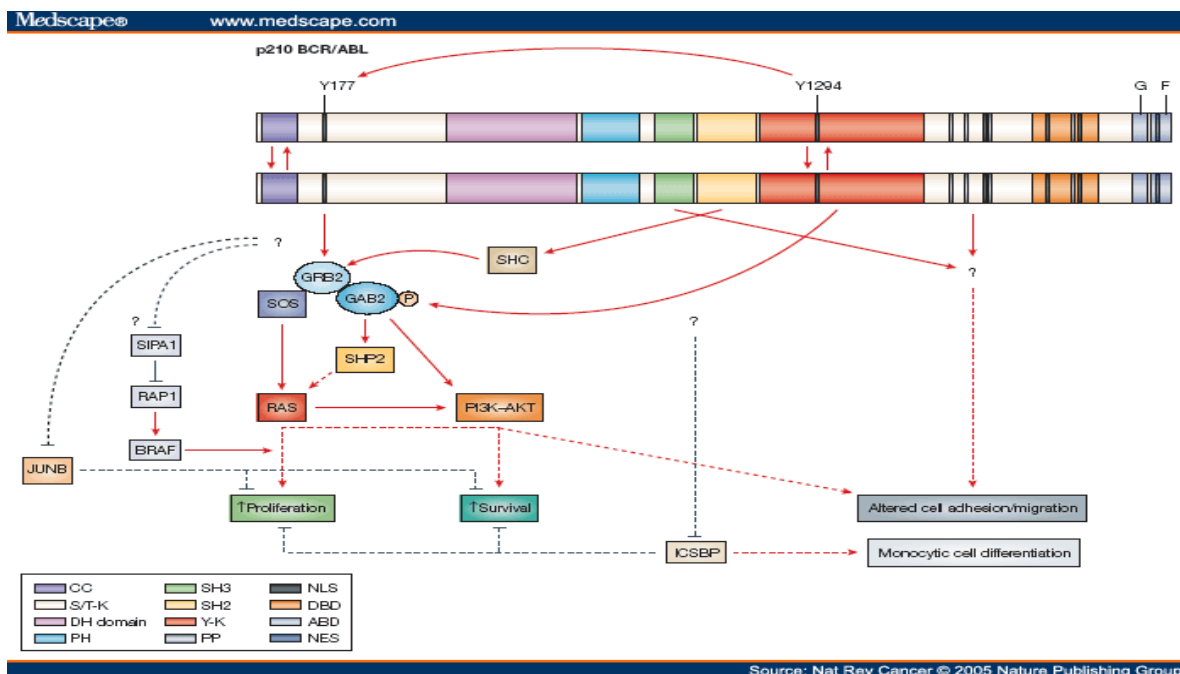 Medscape® www.medscape.com
p210 BCR/ABL
Y177 Y1294 G F
?
SHC
?
GRB2
SOS GAB2 P
?
?
SIPA1
SHP2
RAP1
RAS PI3K–AKT
BRAF
JUNB
↑Proliferation ↑Survival Altered cell adhesion/migration
ICSBP Monocytic cell differentiation
CC SH3 NLS
S/T-K SH2 DBD
DH domain Y-K ABD
PH PP NES
Source: Nat Rev Cancer © 2005 Nature Publishing Group